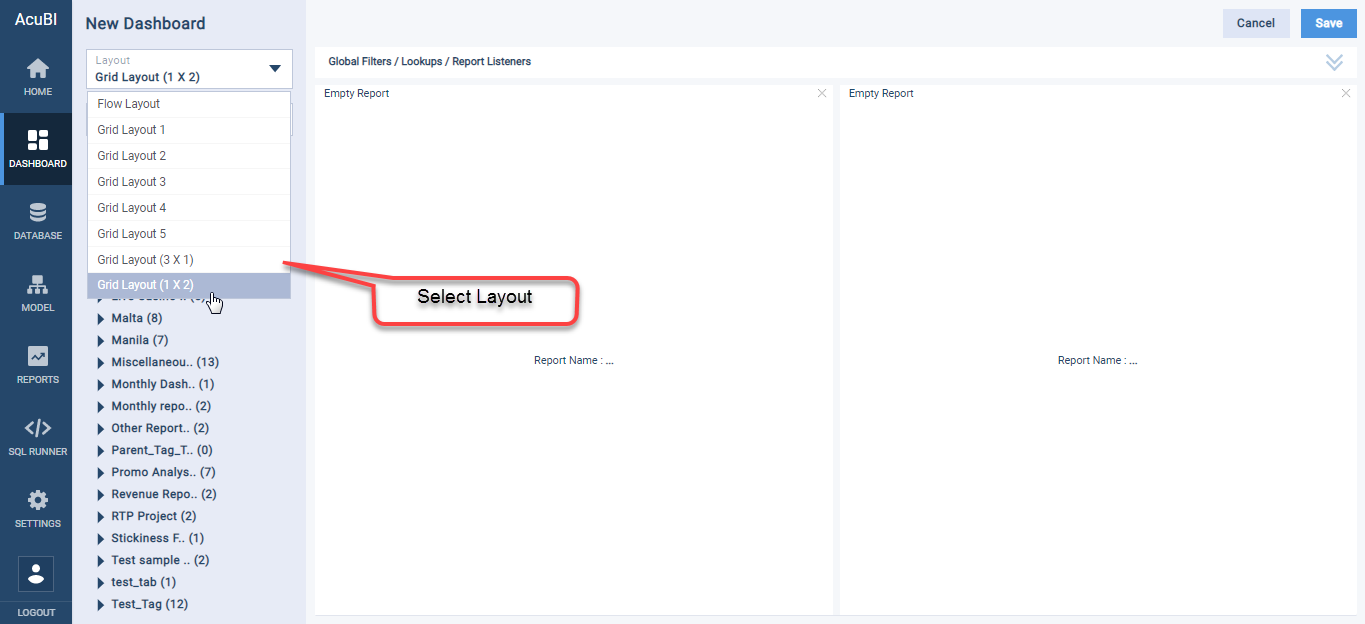 AcuBI
HOME
DASHBOARD
DATABASE
MODEL
REPORTS
SQL RUNNER
SETTINGS
LOGOUT
New Dashboard
Layout
Grid Layout (1 X 2)
Flow Layout
Grid Layout 1
Grid Layout 2
Grid Layout 3
Grid Layout 4
Grid Layout 5
Grid Layout (3 X 1)
Grid Layout (1 X 2)
Malta (8)
Manila (7)
Miscellaneou.. (13)
Monthly Dash.. (1)
Monthly repo.. (2)
Other Report.. (2)
Parent_Tag_T.. (0)
Promo Analys.. (7)
Revenue Repo.. (2)
RTP Project (2)
Stickiness F.. (1)
Test sample .. (2)
test_tab (1)
Test_Tag (12)
Cancel
Save
Global Filters / Lookups / Report Listeners
Empty Report
Select Layout
Report Name : ...
Empty Report
Report Name : ...